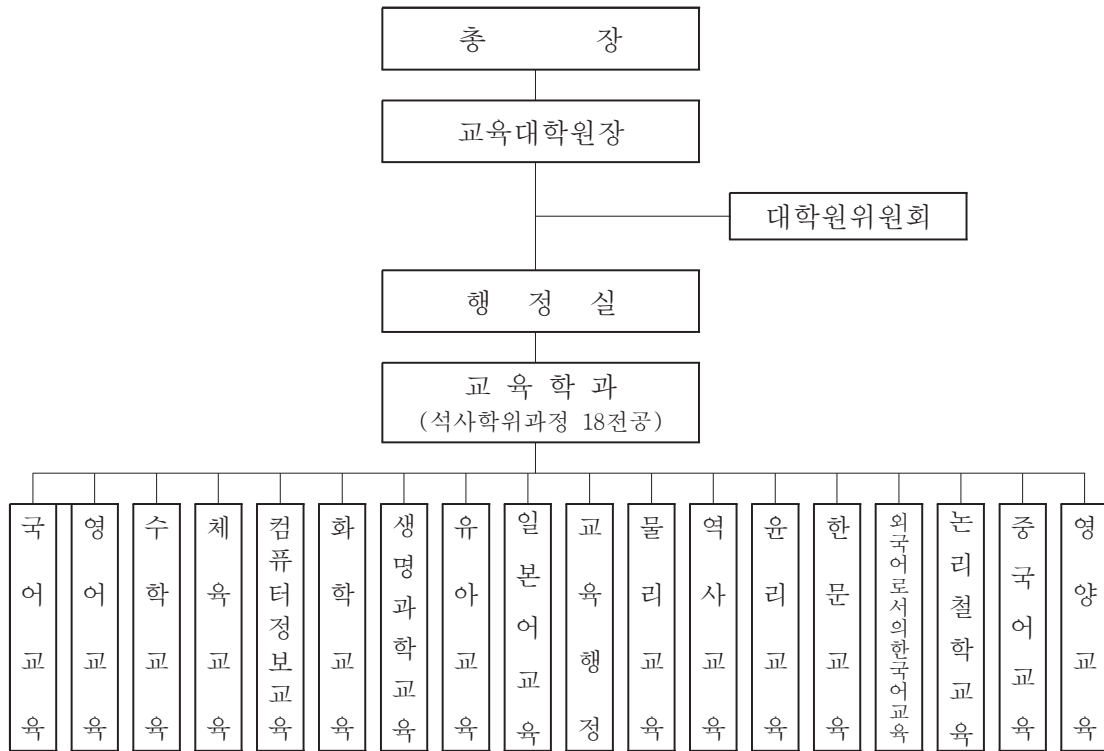 총 장
교육대학원장
대학원위원회
행 정 실
교 육 학 과
(석사학위과정 18전공)
국어교육
영어교육
수학교육
체육교육
컴퓨터정보교육
화학교육
생명과학교육
유아교육
일본어교육
교육행정
물리교육
역사교육
윤리교육
한문교육
외국어로서의한국어교육
논리철학교육
중국어교육
영양교육